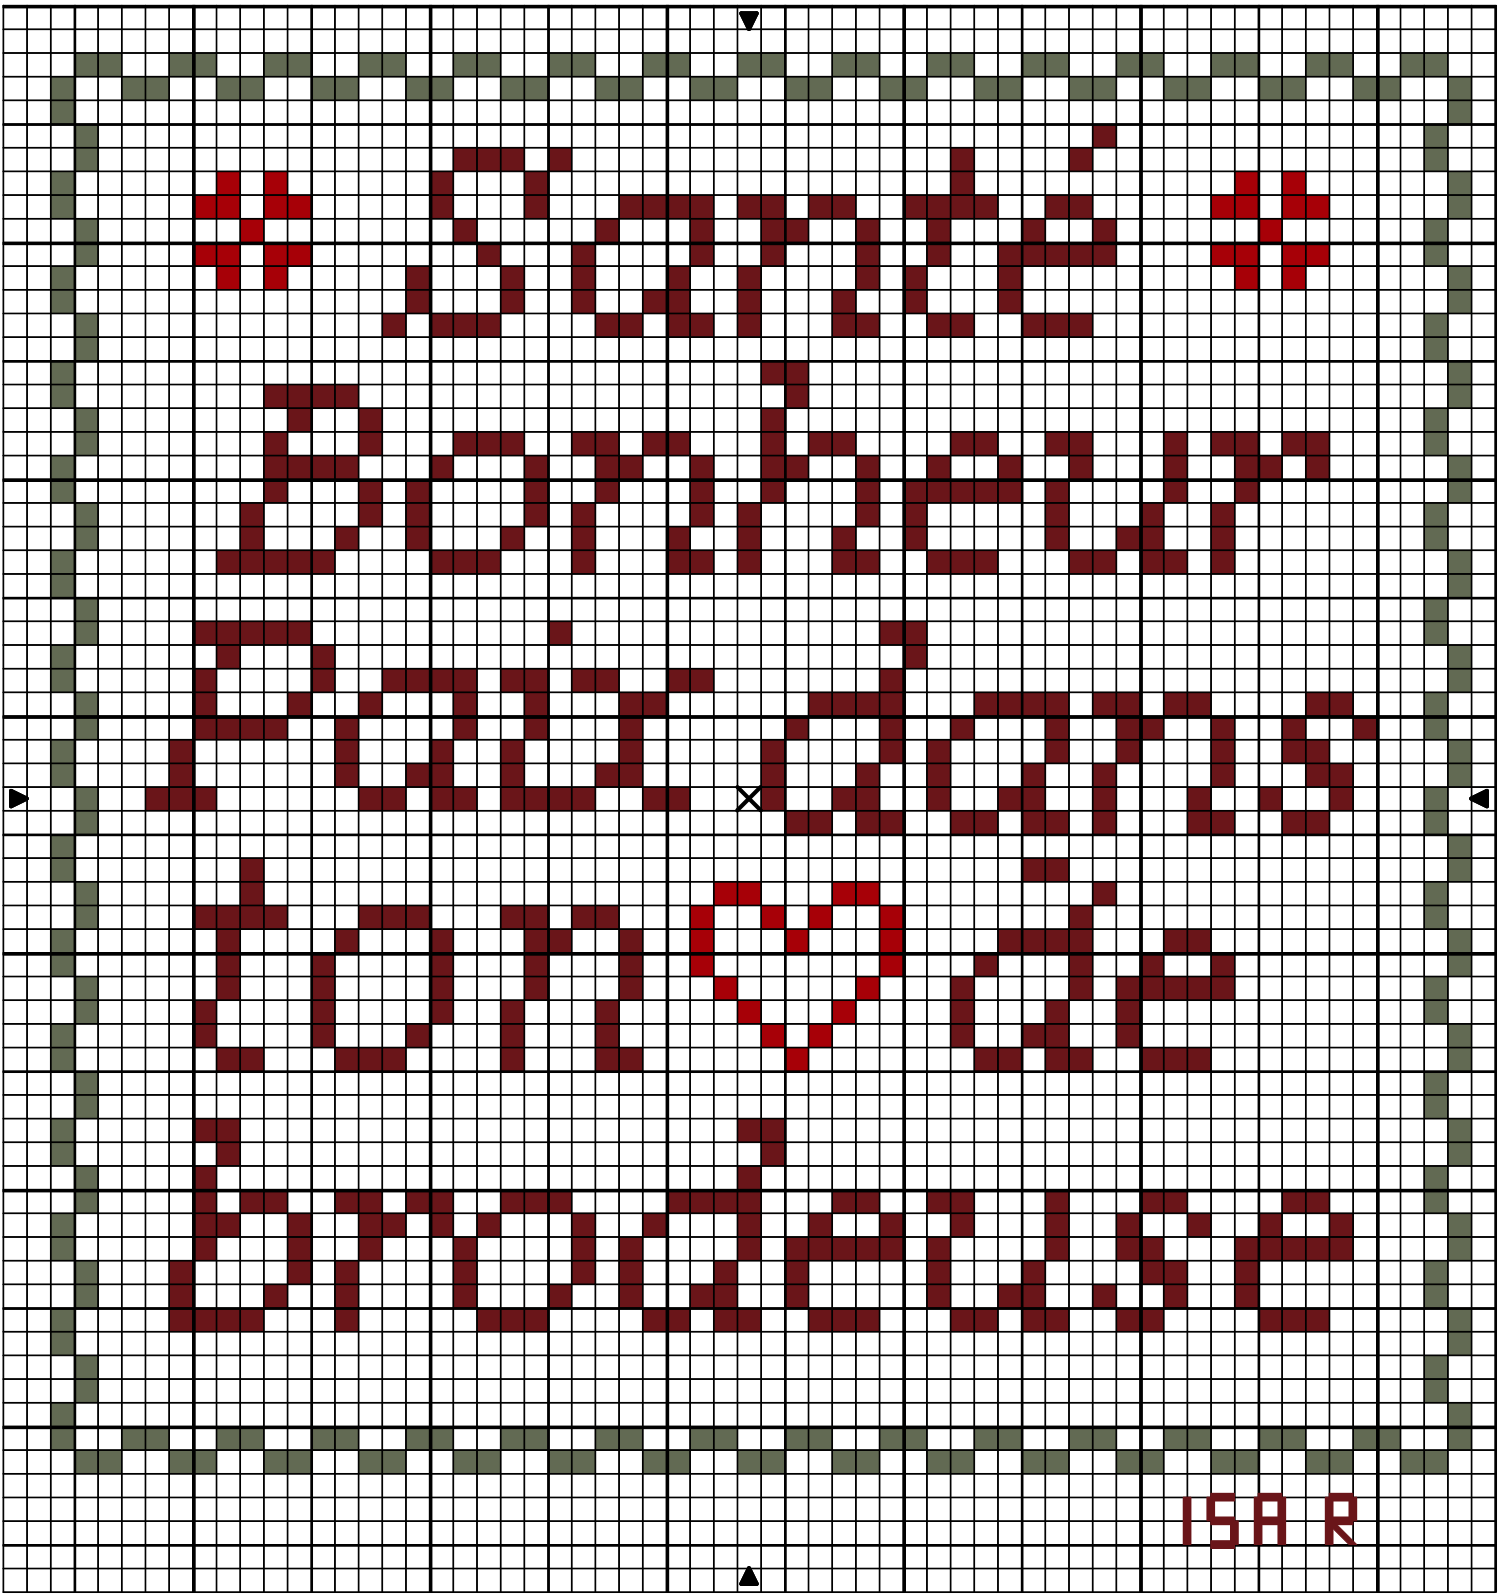 Santé
Bonheur
Paix dans
ton de
brodeuse
ISA R